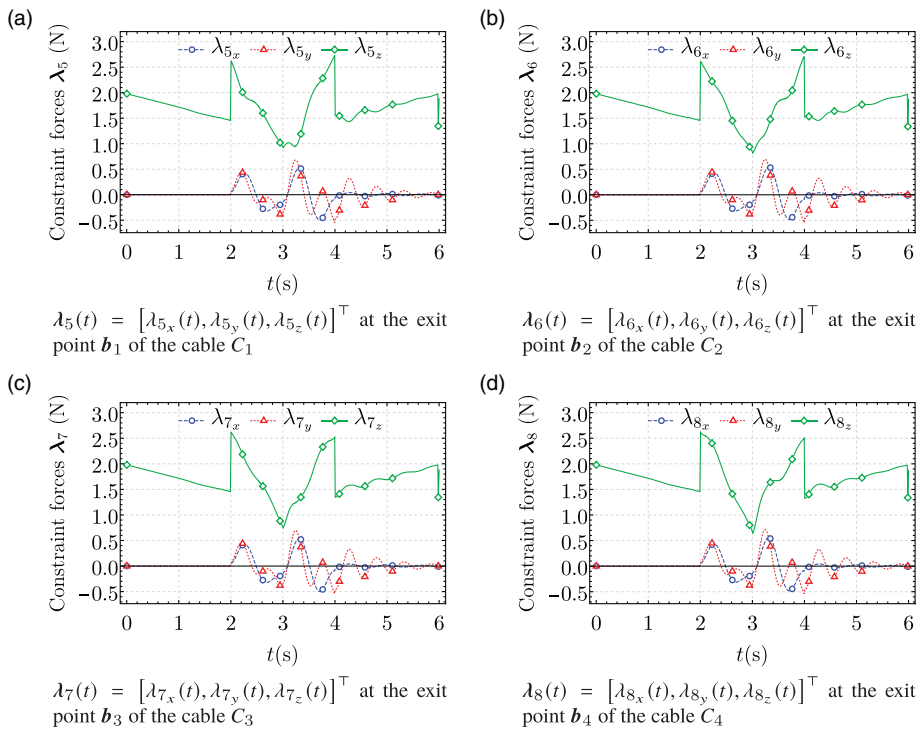 (a)
Constraint forces λ₅ (N)
λ₅ₓ λ₅ᵧ λ₅𝓏
3.0
2.5
2.0
1.5
1.0
0.5
0.0
−0.5
0 1 2 3 4 5 6
t(s)
λ₅(t) = [λ₅ₓ(t), λ₅ᵧ(t), λ₅𝓏(t)]⊤ at the exit
point b₁ of the cable C₁
(b)
Constraint forces λ₆ (N)
λ₆ₓ λ₆ᵧ λ₆𝓏
3.0
2.5
2.0
1.5
1.0
0.5
0.0
−0.5
0 1 2 3 4 5 6
t(s)
λ₆(t) = [λ₆ₓ(t), λ₆ᵧ(t), λ₆𝓏(t)]⊤ at the exit
point b₂ of the cable C₂
(c)
Constraint forces λ₇ (N)
λ₇ₓ λ₇ᵧ λ₇𝓏
3.0
2.5
2.0
1.5
1.0
0.5
0.0
−0.5
0 1 2 3 4 5 6
t(s)
λ₇(t) = [λ₇ₓ(t), λ₇ᵧ(t), λ₇𝓏(t)]⊤ at the exit
point b₃ of the cable C₃
(d)
Constraint forces λ₈ (N)
λ₈ₓ λ₈ᵧ λ₈𝓏
3.0
2.5
2.0
1.5
1.0
0.5
0.0
−0.5
0 1 2 3 4 5 6
t(s)
λ₈(t) = [λ₈ₓ(t), λ₈ᵧ(t), λ₈𝓏(t)]⊤ at the exit
point b₄ of the cable C₄